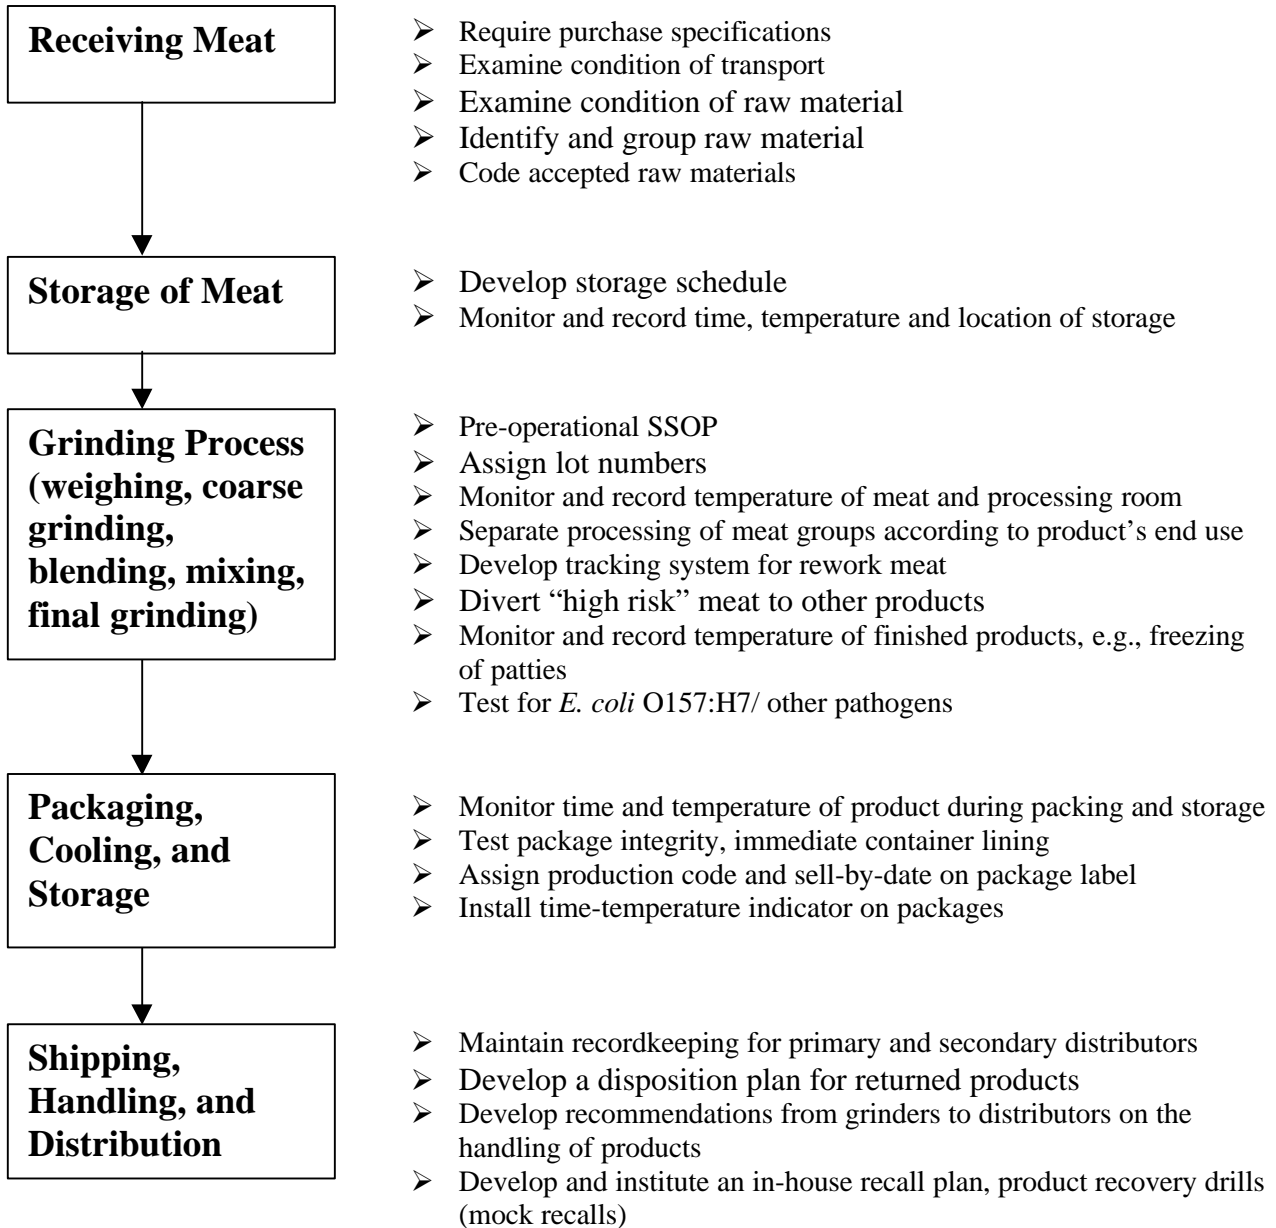 Receiving Meat
➢ Require purchase specifications
➢ Examine condition of transport
➢ Examine condition of raw material
➢ Identify and group raw material
➢ Code accepted raw materials
Storage of Meat
➢ Develop storage schedule
➢ Monitor and record time, temperature and location of storage
Grinding Process
(weighing, coarse
grinding,
blending, mixing,
final grinding)
➢ Pre-operational SSOP
➢ Assign lot numbers
➢ Monitor and record temperature of meat and processing room
➢ Separate processing of meat groups according to product’s end use
➢ Develop tracking system for rework meat
➢ Divert “high risk” meat to other products
➢ Monitor and record temperature of finished products, e.g., freezing
of patties
➢ Test for E. coli O157:H7/ other pathogens
Packaging,
Cooling, and
Storage
➢ Monitor time and temperature of product during packing and storage
➢ Test package integrity, immediate container lining
➢ Assign production code and sell-by-date on package label
➢ Install time-temperature indicator on packages
Shipping,
Handling, and
Distribution
➢ Maintain recordkeeping for primary and secondary distributors
➢ Develop a disposition plan for returned products
➢ Develop recommendations from grinders to distributors on the
handling of products
➢ Develop and institute an in-house recall plan, product recovery drills
(mock recalls)